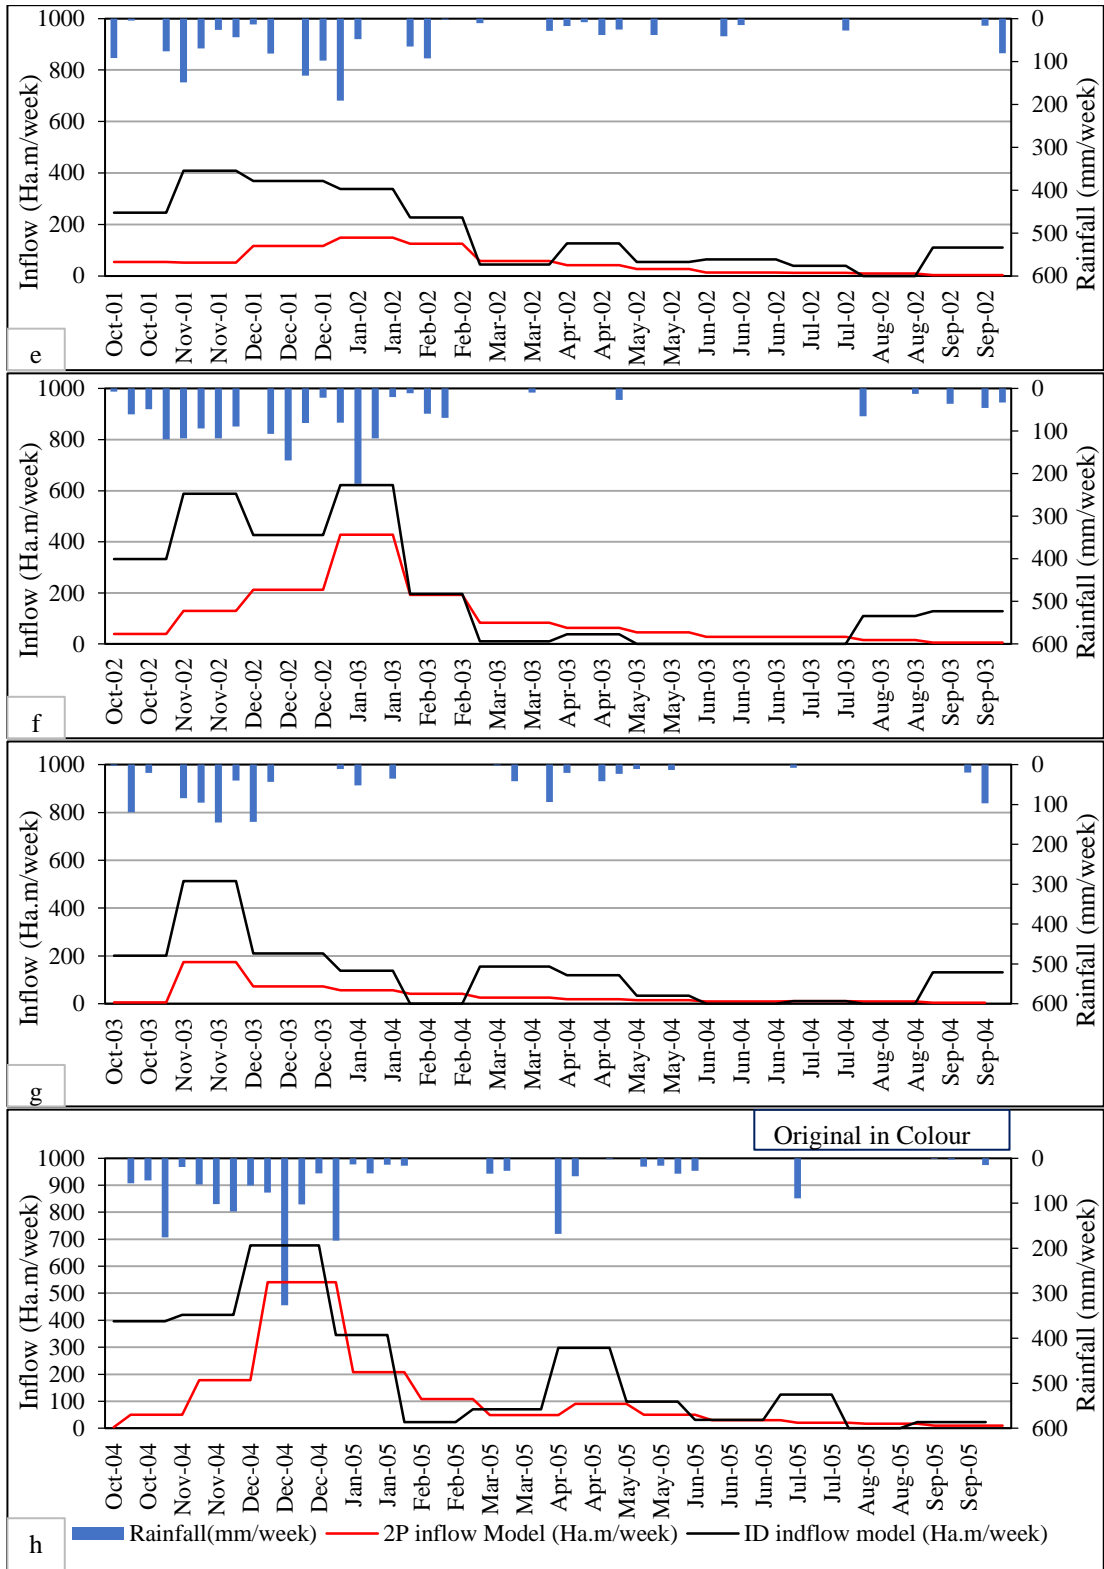 1000
800
600
400
200
0
Inflow (Ha.m/week)
0
100
200
300
400
500
600
Rainfall (mm/week)
Oct-01
Oct-01
Nov-01
Nov-01
Dec-01
Dec-01
Dec-01
Jan-02
Jan-02
Feb-02
Feb-02
Mar-02
Mar-02
Apr-02
Apr-02
May-02
May-02
Jun-02
Jun-02
Jul-02
Jul-02
Aug-02
Aug-02
Sep-02
Sep-02
e
1000
800
600
400
200
0
Inflow (Ha.m/week)
0
100
200
300
400
500
600
Rainfall (mm/week)
Oct-02
Oct-02
Nov-02
Nov-02
Dec-02
Dec-02
Dec-02
Jan-03
Jan-03
Feb-03
Feb-03
Mar-03
Mar-03
Apr-03
Apr-03
May-03
May-03
Jun-03
Jun-03
Jul-03
Jul-03
Aug-03
Aug-03
Sep-03
Sep-03
f
1000
800
600
400
200
0
Inflow (Ha.m/week)
0
100
200
300
400
500
600
Rainfall (mm/week)
Oct-03
Oct-03
Nov-03
Nov-03
Dec-03
Dec-03
Dec-03
Jan-04
Jan-04
Feb-04
Feb-04
Mar-04
Mar-04
Apr-04
Apr-04
May-04
May-04
Jun-04
Jun-04
Jul-04
Jul-04
Aug-04
Aug-04
Sep-04
Sep-04
g
Original in Colour
1000
900
800
700
600
500
400
300
200
100
0
Inflow (Ha.m/week)
0
100
200
300
400
500
600
Rainfall (mm/week)
Oct-04
Oct-04
Nov-04
Nov-04
Dec-04
Dec-04
Dec-04
Jan-05
Jan-05
Feb-05
Feb-05
Mar-05
Mar-05
Apr-05
Apr-05
May-05
May-05
Jun-05
Jun-05
Jul-05
Jul-05
Aug-05
Aug-05
Sep-05
Sep-05
h
Rainfall(mm/week)
2P inflow Model (Ha.m/week)
ID indflow model (Ha.m/week)